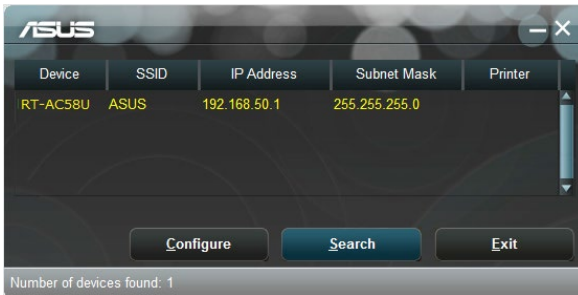 ASUS
Device SSID IP Address Subnet Mask Printer
RT-AC58U ASUS 192.168.50.1 255.255.255.0
Configure Search Exit
Number of devices found: 1